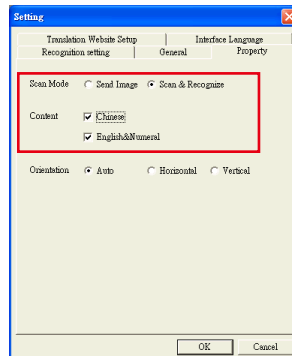 Setting
Translation Website Setup Interface Language
Recognition setting General Property
Scan Mode Send Image Scan & Recognize
Content Chinese
English&Numeral
Orientation Auto Horizontal Vertical
OK Cancel